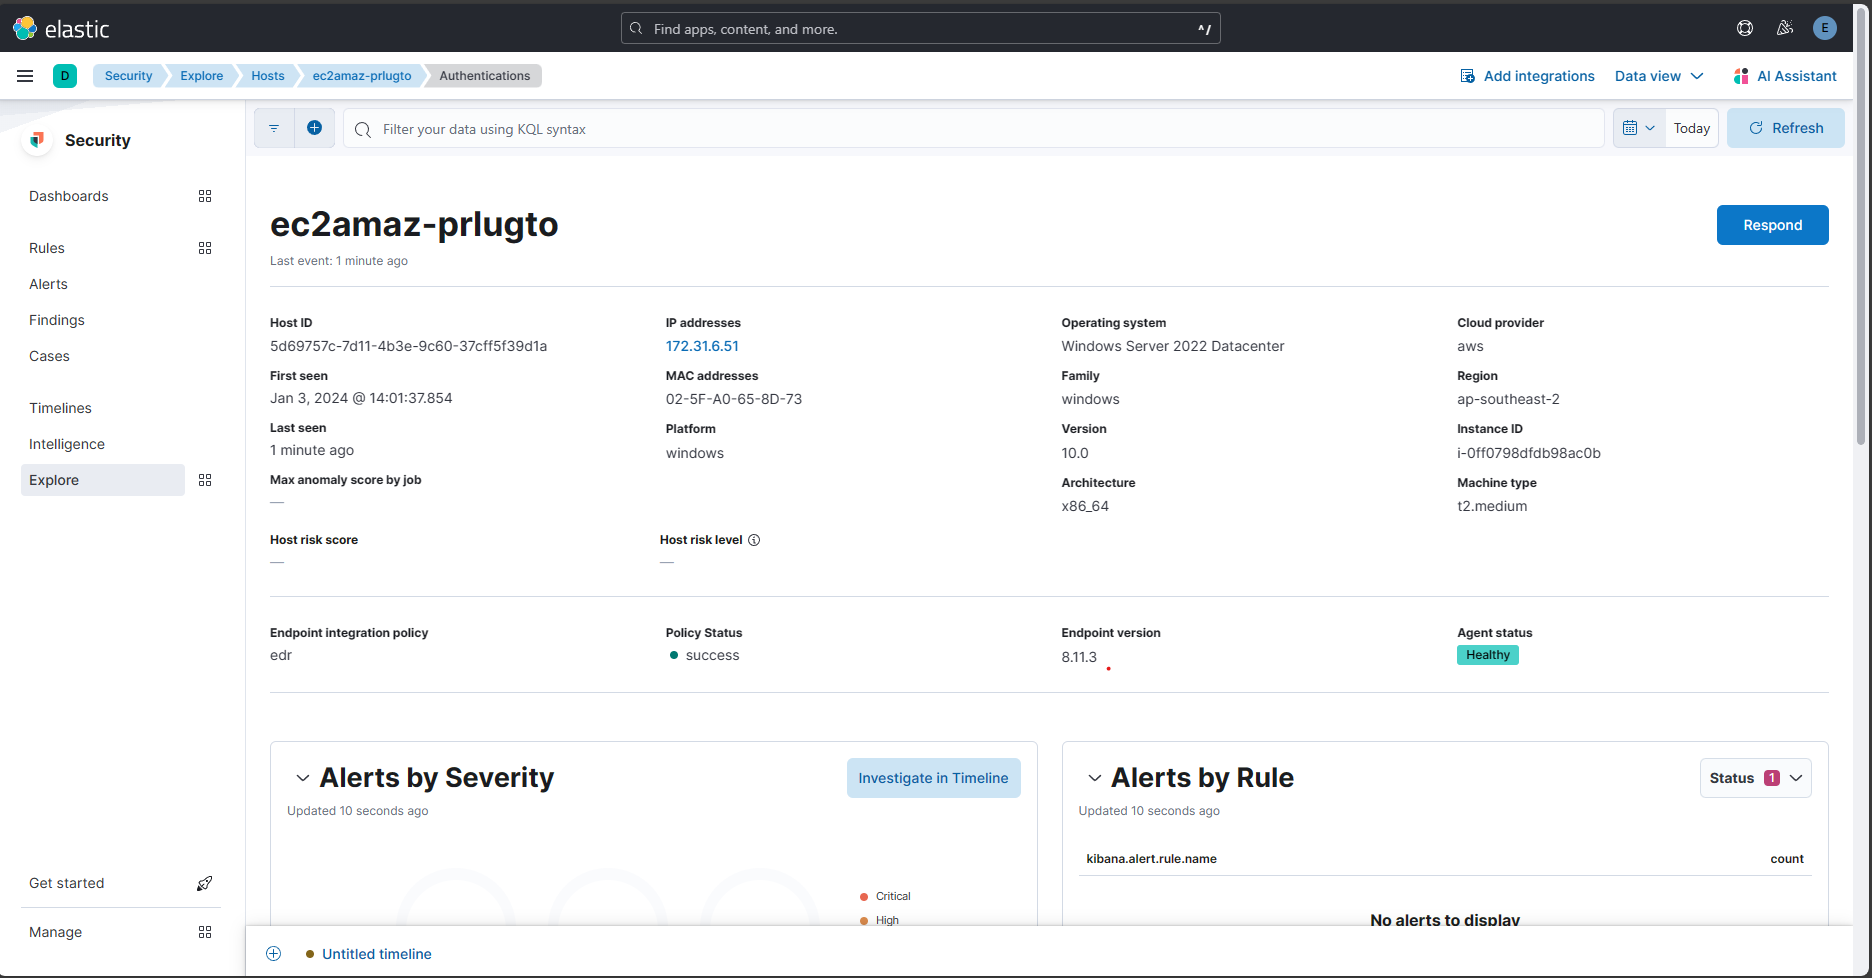 elastic
Find apps, content, and more.
^/
E
D
Security
Explore
Hosts
ec2amaz-prlugto
Authentications
Add integrations
Data view
AI Assistant
Security
Filter your data using KQL syntax
Today
Refresh
Dashboards
Rules
Alerts
Findings
Cases
Timelines
Intelligence
Explore
Get started
Manage
ec2amaz-prlugto
Respond
Last event: 1 minute ago
Host ID
5d69757c-7d11-4b3e-9c60-37cff5f39d1a
First seen
Jan 3, 2024 @ 14:01:37.854
Last seen
1 minute ago
Max anomaly score by job
—
IP addresses
172.31.6.51
MAC addresses
02-5F-A0-65-8D-73
Platform
windows
Operating system
Windows Server 2022 Datacenter
Family
windows
Version
10.0
Architecture
x86_64
Cloud provider
aws
Region
ap-southeast-2
Instance ID
i-0ff0798dfdb98ac0b
Machine type
t2.medium
Host risk score
—
Host risk level
—
Endpoint integration policy
edr
Policy Status
success
Endpoint version
8.11.3
Agent status
Healthy
Alerts by Severity
Investigate in Timeline
Updated 10 seconds ago
Critical
High
Alerts by Rule
Status 1
Updated 10 seconds ago
kibana.alert.rule.name
count
No alerts to display
Untitled timeline